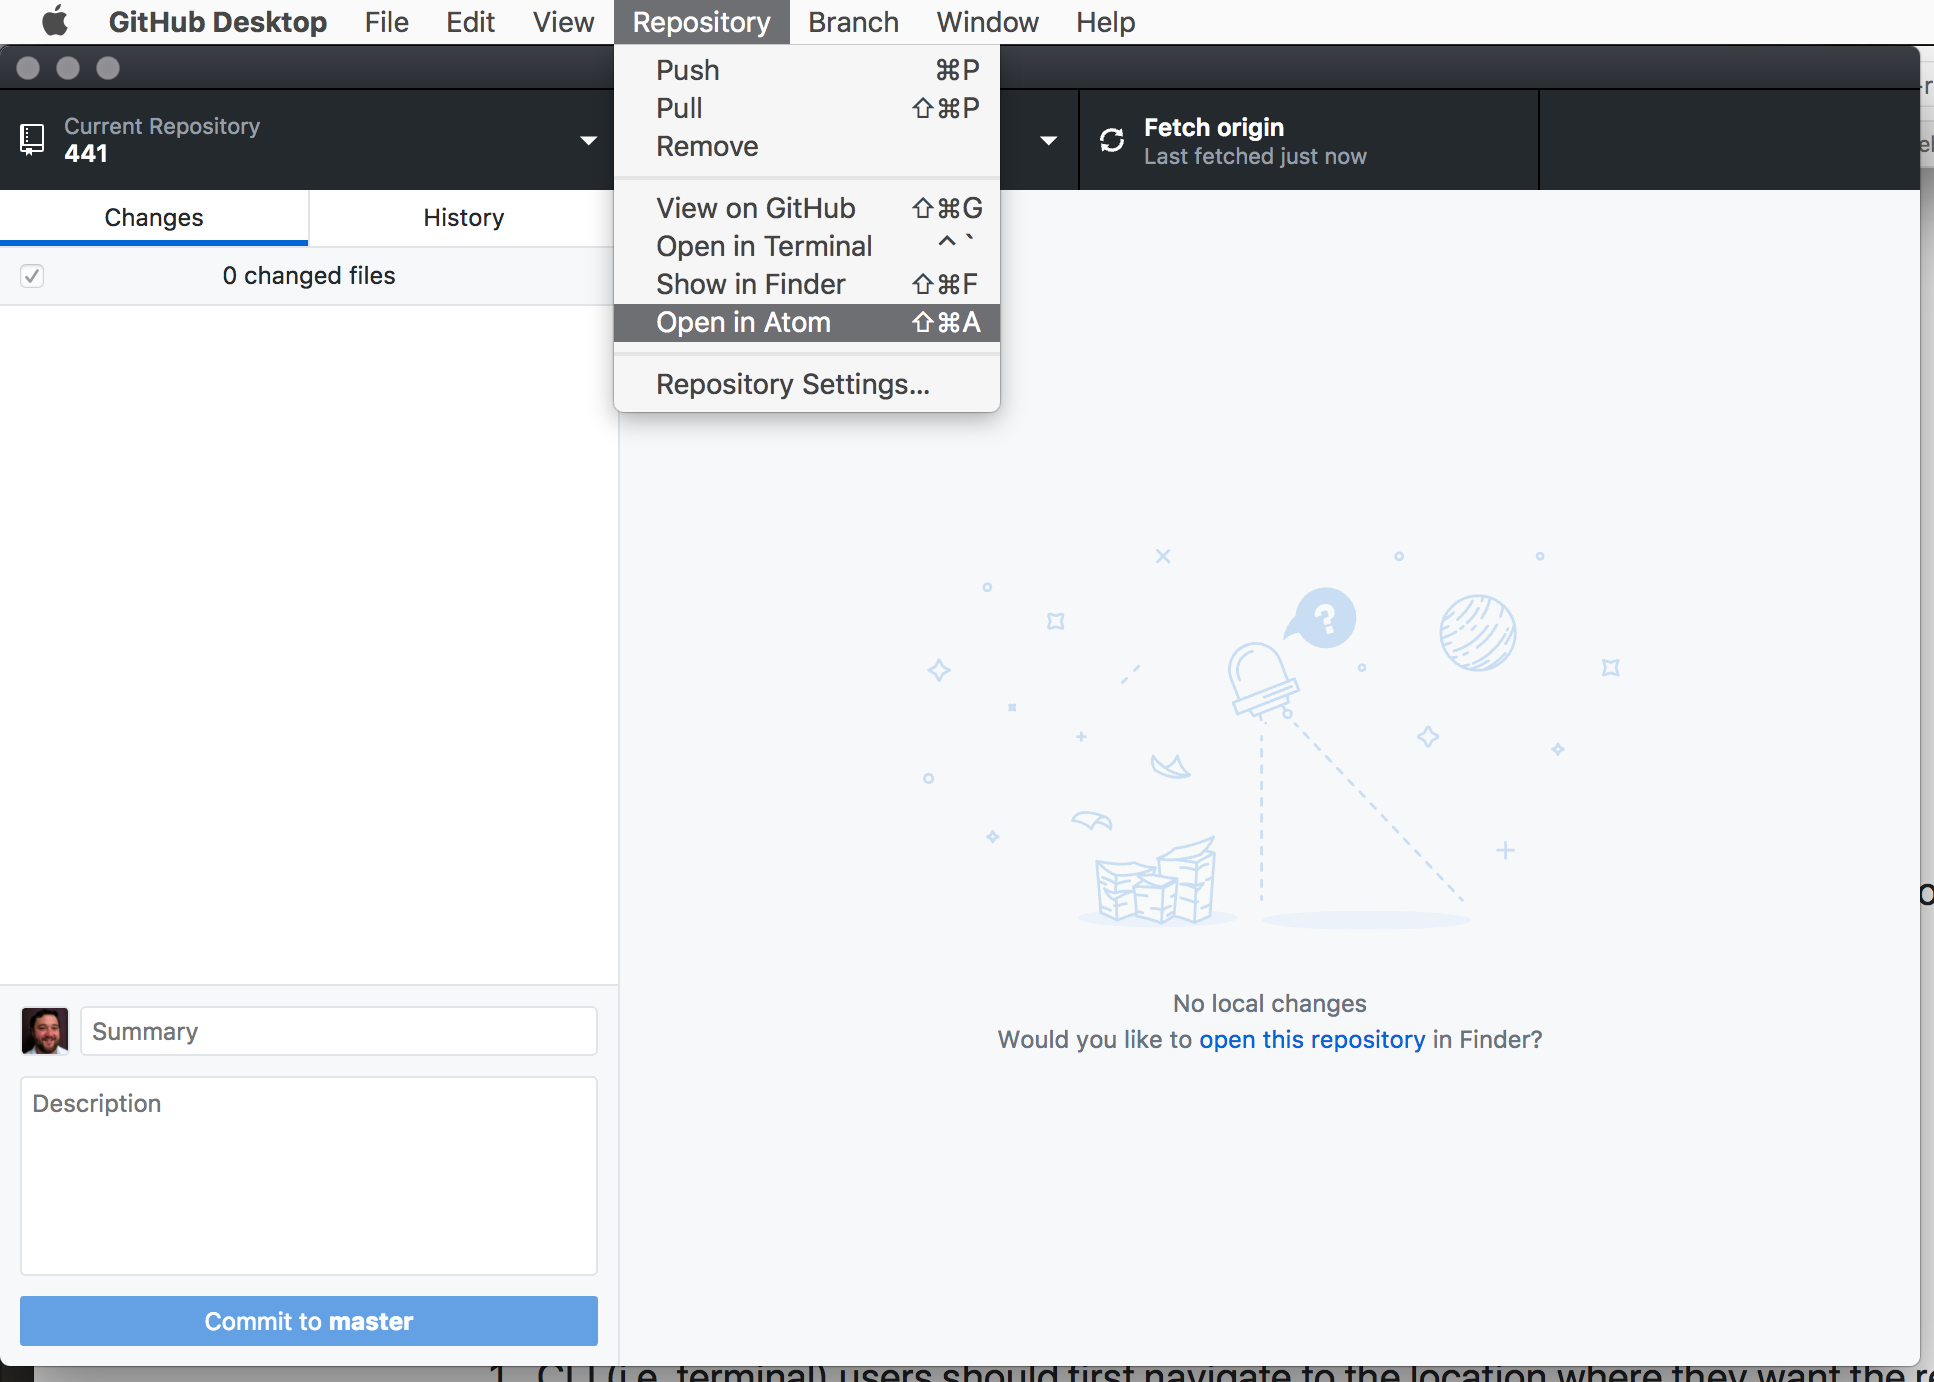 GitHub Desktop File Edit View Repository Branch Window Help
Push ⌘P
Pull ⇧⌘P
Remove
View on GitHub ⇧⌘G
Open in Terminal ^ `
Show in Finder ⇧⌘F
Open in Atom ⇧⌘A
Repository Settings...
Current Repository
441
Fetch origin
Last fetched just now
Changes History
0 changed files
?
No local changes
Would you like to open this repository in Finder?
Summary
Description
Commit to master
1. CLI (i.e. terminal) users should first navigate to the location where they want the